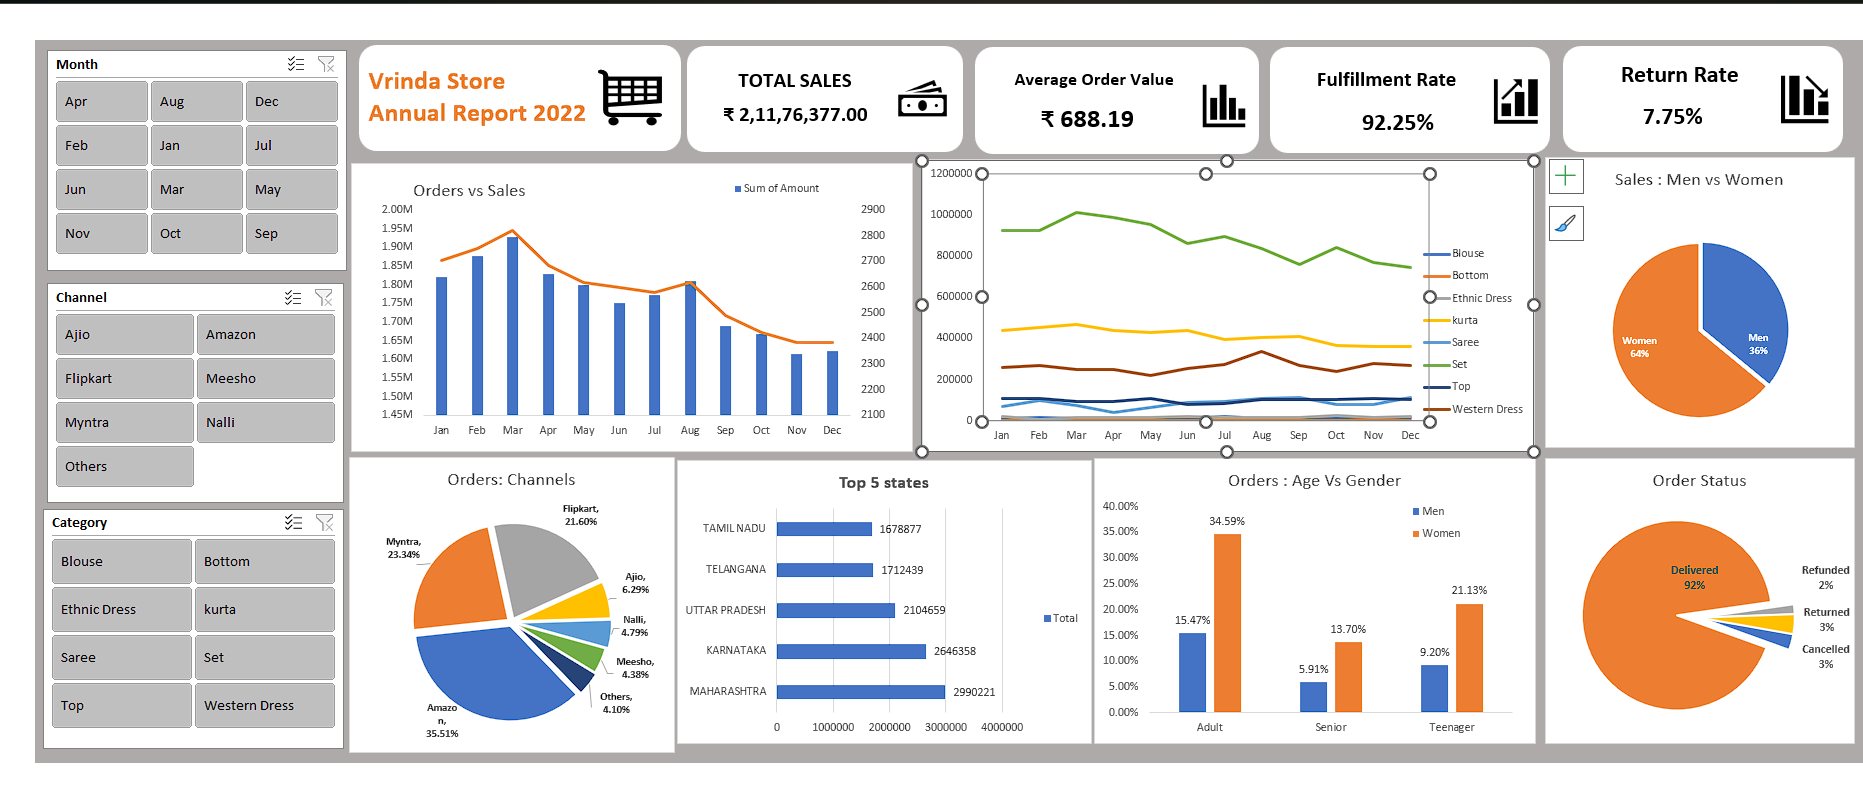 Month
Apr
Aug
Dec
Feb
Jan
Jul
Jun
Mar
May
Nov
Oct
Sep
Channel
Ajio
Amazon
Flipkart
Meesho
Myntra
Nalli
Others
Category
Blouse
Bottom
Ethnic Dress
kurta
Saree
Set
Top
Western Dress
Vrinda Store
Annual Report 2022
TOTAL SALES
₹ 2,11,76,377.00
Average Order Value
₹ 688.19
Fulfillment Rate
92.25%
Return Rate
7.75%
Orders vs Sales
Sum of Amount
2.00M
1.95M
1.90M
1.85M
1.80M
1.75M
1.70M
1.65M
1.60M
1.55M
1.50M
1.45M
2900
2800
2700
2600
2500
2400
2300
2200
2100
Jan Feb Mar Apr May Jun Jul Aug Sep Oct Nov Dec
1200000
1000000
800000
600000
400000
200000
0
Jan Feb Mar Apr May Jun Jul Aug Sep Oct Nov Dec
Blouse
Bottom
Ethnic Dress
kurta
Saree
Set
Top
Western Dress
Sales : Men vs Women
Women
64%
Men
36%
Orders: Channels
Flipkart,
21.60%
Myntra,
23.34%
Ajio,
6.29%
Nalli,
4.79%
Meesho,
4.38%
Others,
4.10%
Amazo
n,
35.51%
Top 5 states
TAMIL NADU 1678877
TELANGANA 1712439
UTTAR PRADESH 2104659
KARNATAKA 2646358
MAHARASHTRA 2990221
0 1000000 2000000 3000000 4000000
Total
Orders : Age Vs Gender
Men
Women
40.00%
35.00%
30.00%
25.00%
20.00%
15.00%
10.00%
5.00%
0.00%
15.47%
34.59%
5.91%
13.70%
9.20%
21.13%
Adult Senior Teenager
Order Status
Delivered
92%
Refunded
2%
Returned
3%
Cancelled
3%